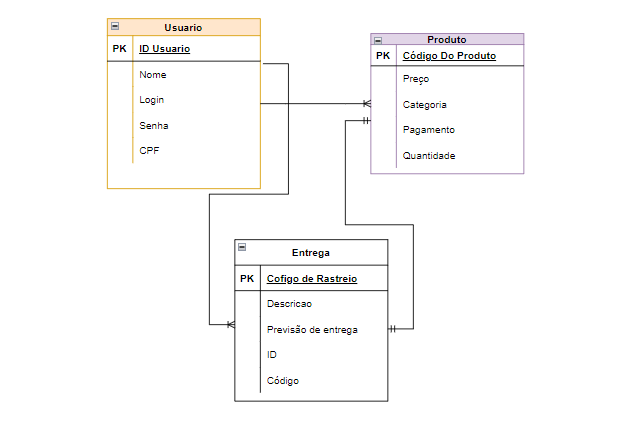 Usuario
PK ID Usuario
Nome
Login
Senha
CPF
Produto
PK Código Do Produto
Preço
Categoria
Pagamento
Quantidade
Entrega
PK Cofigo de Rastreio
Descricao
Previsão de entrega
ID
Código